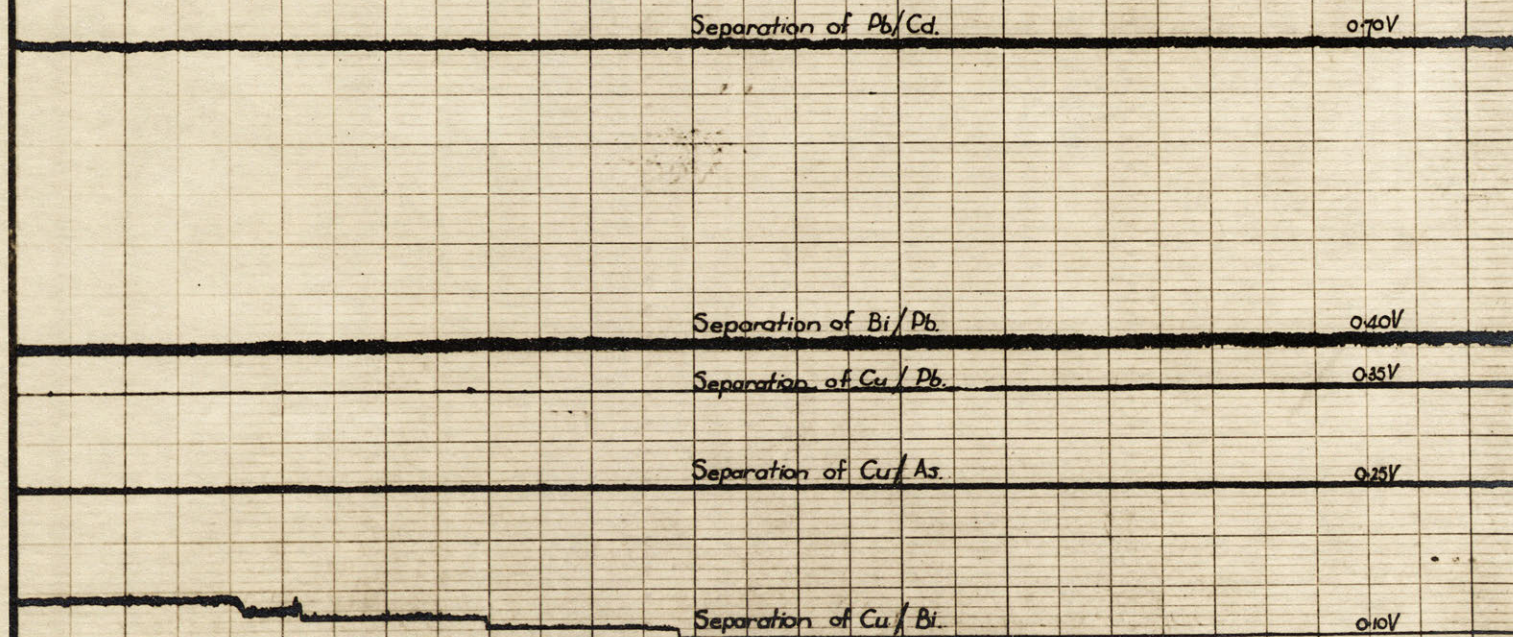 Separation of Pb/Cd. 0.70V
Separation of Bi/Pb. 0.40V
Separation of Cu/Pb. 0.35V
Separation of Cu/As. 0.25V
Separation of Cu/Bi. 0.10V